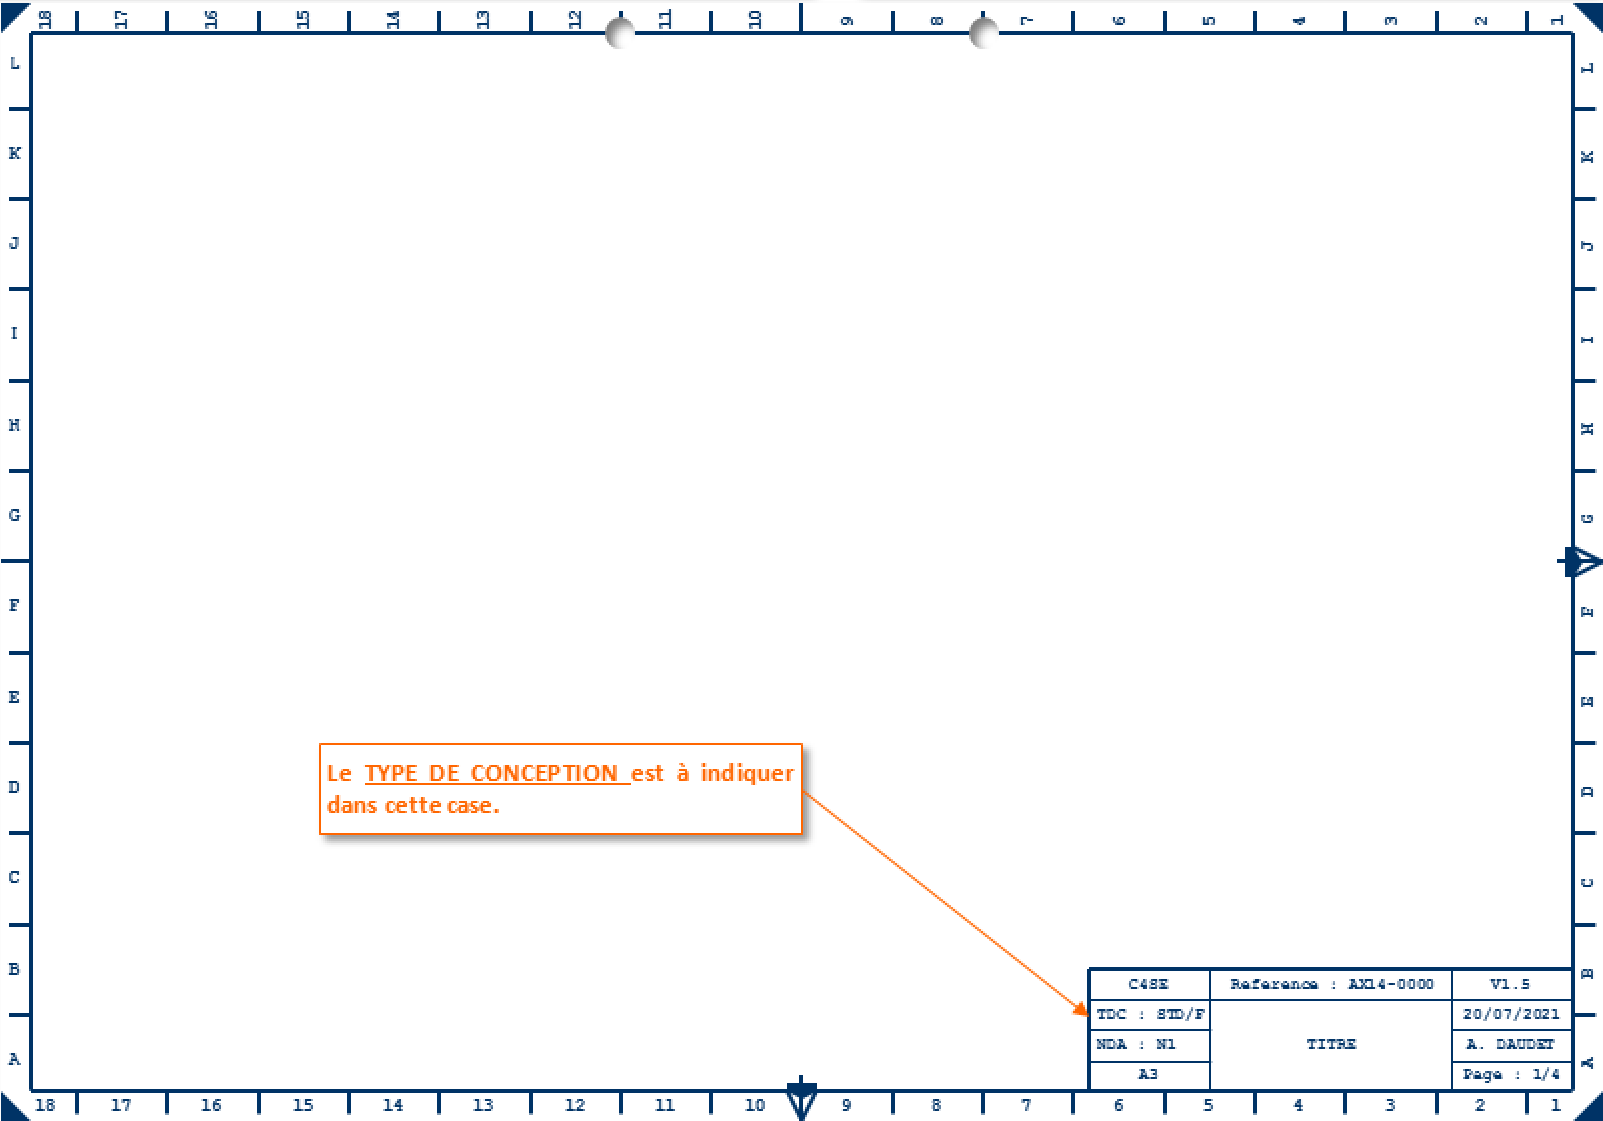 18 17 16 15 14 13 12 11 10 9 8 7 6 5 4 3 2 1
L L
K K
J J
I I
H H
G G
F F
E E
Le TYPE DE CONCEPTION est à indiquer
dans cette case.
D D
C C
B B
C4SE Reference : AX14-0000 V1.5
TDC : STD/F 20/07/2021
NDA : N1 TITRE A. DAUDET
A A
A3 Page : 1/4
18 17 16 15 14 13 12 11 10 9 8 7 6 5 4 3 2 1